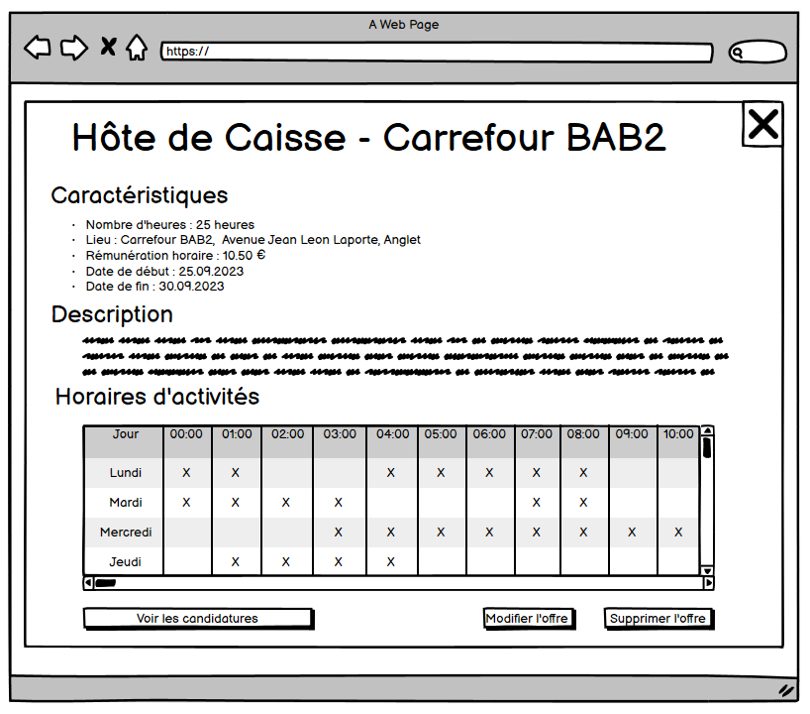 A Web Page
https://
Hôte de Caisse - Carrefour BAB2
X
Caractéristiques
· Nombre d'heures : 25 heures
· Lieu : Carrefour BAB2, Avenue Jean Leon Laporte, Anglet
· Rémunération horaire : 10.50 €
· Date de début : 25.09.2023
· Date de fin : 30.09.2023
Description
Horaires d'activités
Jour 00:00 01:00 02:00 03:00 04:00 05:00 06:00 07:00 08:00 09:00 10:00
Lundi X X X X X X X
Mardi X X X X X X
Mercredi X X X X X X X X
Jeudi X X X X
Voir les candidatures Modifier l'offre Supprimer l'offre